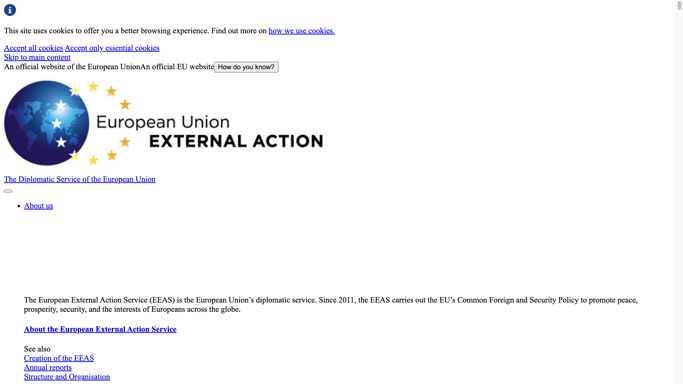 This site uses cookies to offer you a better browsing experience. Find out more on how we use cookies.
Accept all cookies Accept only essential cookies
Skip to main content
An official website of the European UnionAn official EU website How do you know?
European Union
EXTERNAL ACTION
The Diplomatic Service of the European Union
About us
The European External Action Service (EEAS) is the European Union's diplomatic service. Since 2011, the EEAS carries out the EU's Common Foreign and Security Policy to promote peace,
prosperity, security, and the interests of Europeans across the globe.
About the European External Action Service
See also
Creation of the EEAS
Annual reports
Structure and Organisation